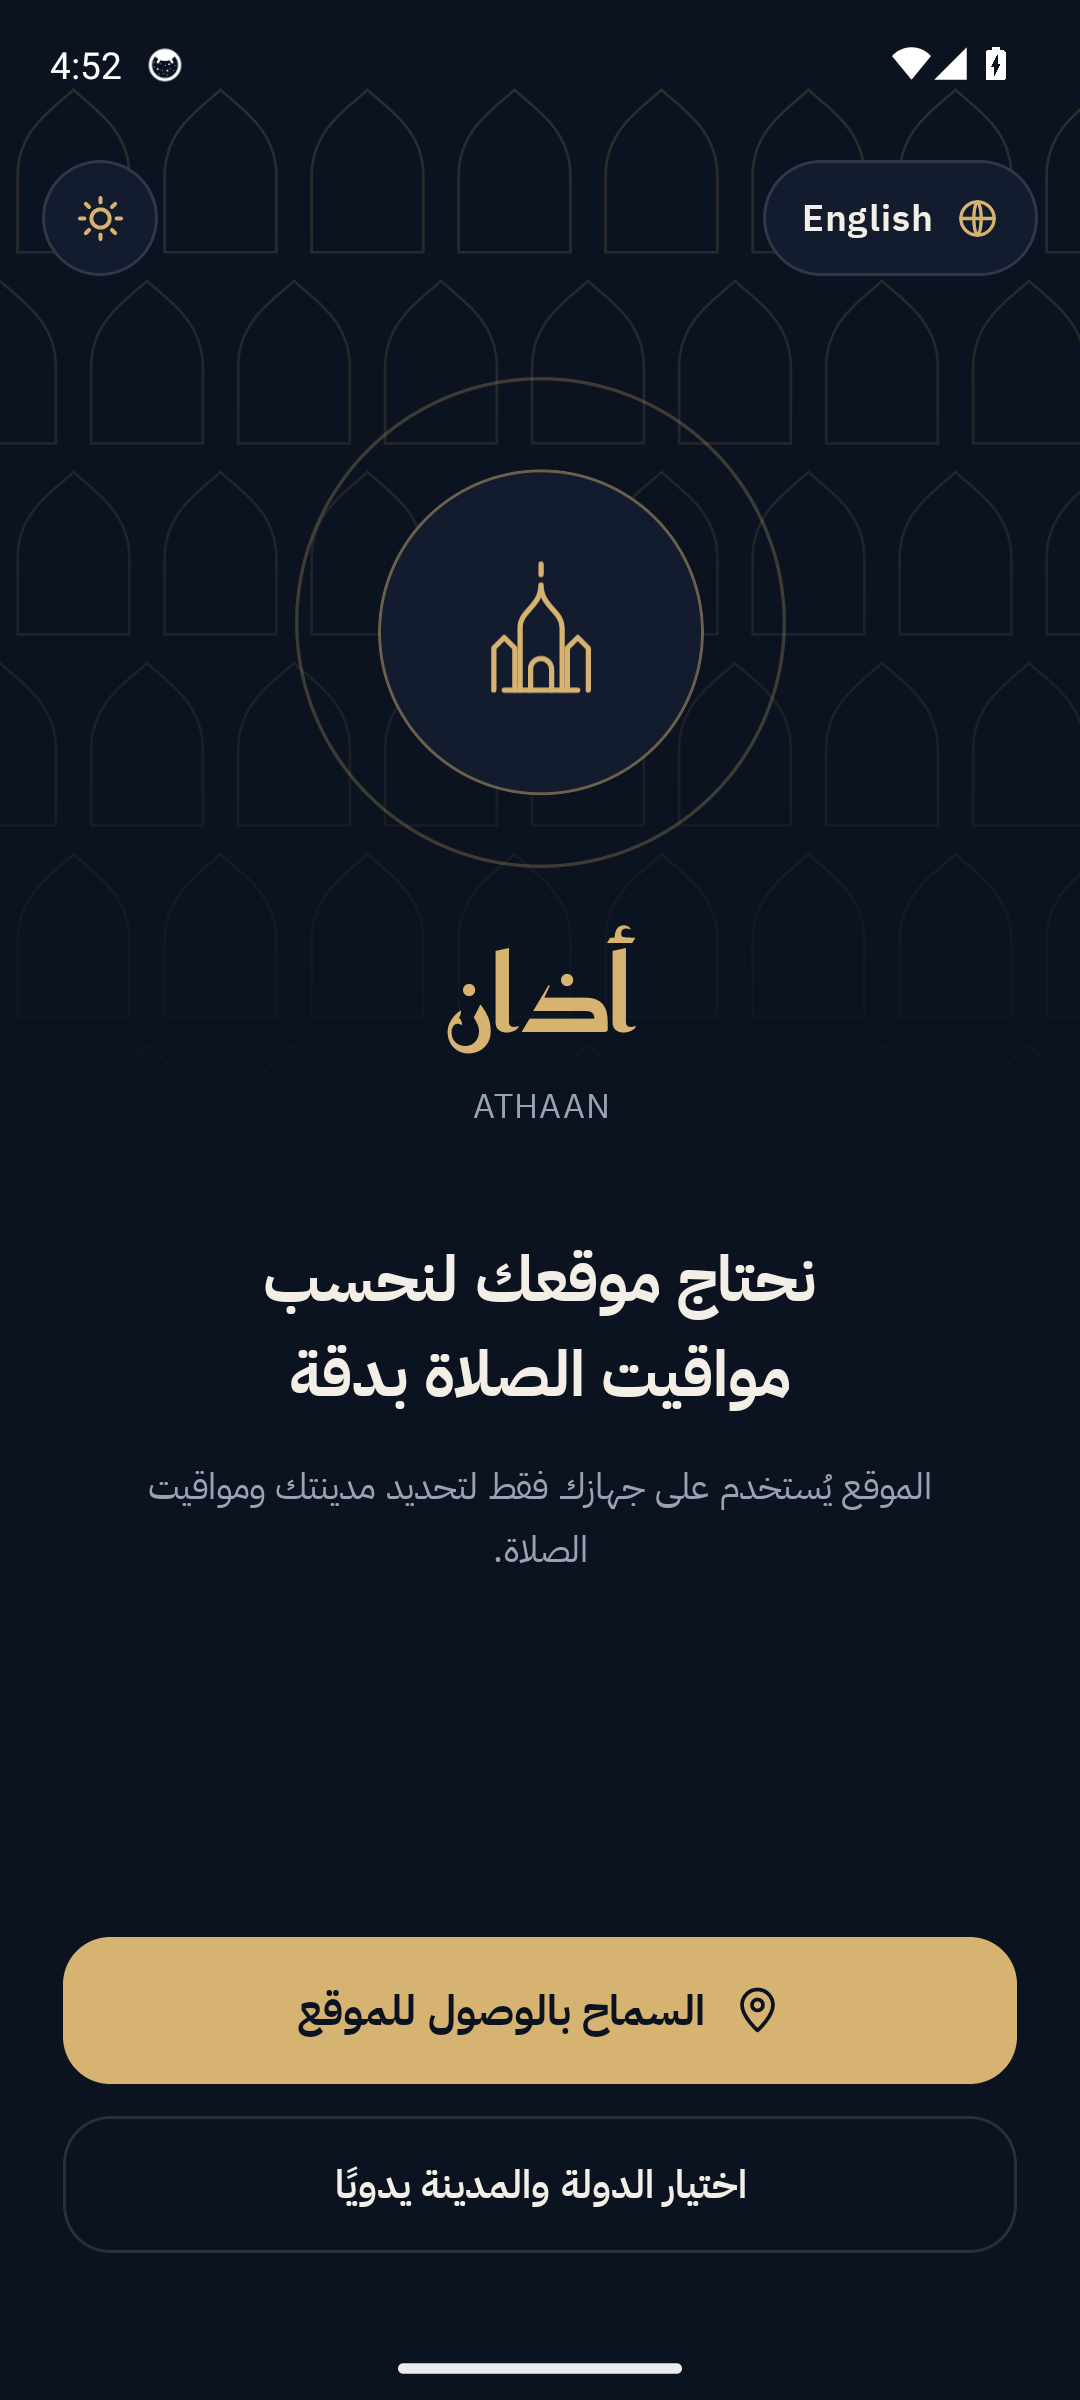 4:52
English
أذان
ATHAAN
نحتاج موقعك لنحسب
مواقيت الصلاة بدقة
الموقع يُستخدم على جهازك فقط لتحديد مدينتك ومواقيت
الصلاة.
السماح بالوصول للموقع
اختيار الدولة والمدينة يدويًا